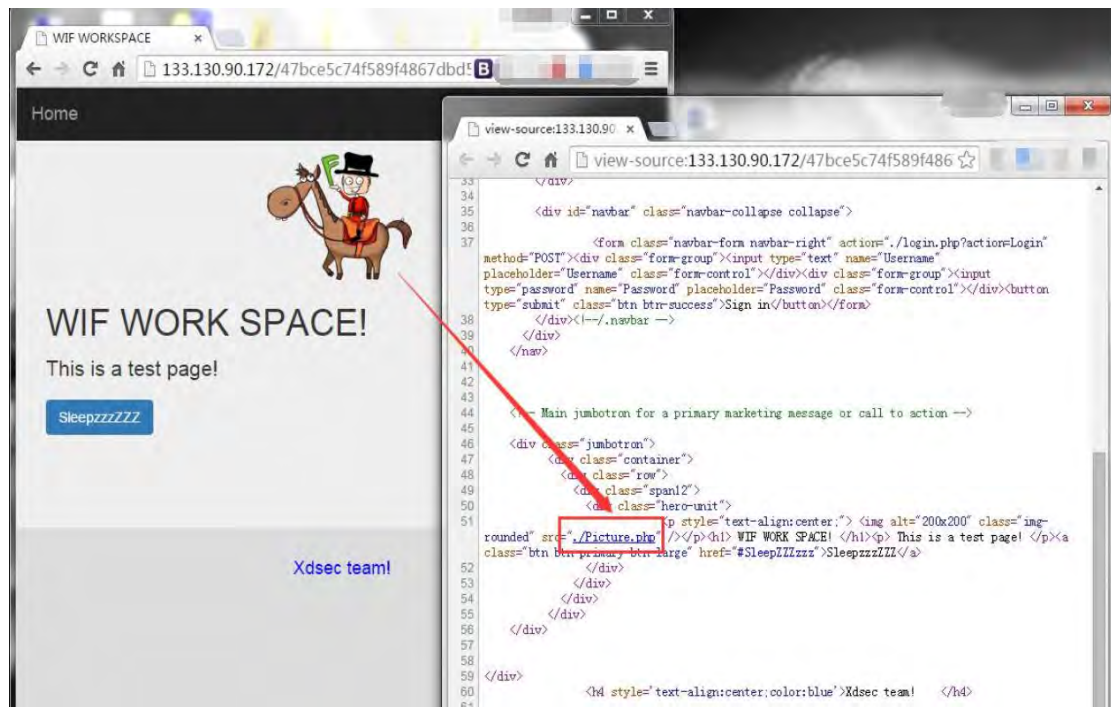 WIF WORKSPACE
133.130.90.172/47bce5c74f589f4867dbd5
Home
F
WIF WORK SPACE!
This is a test page!
SleepzzzZZZ
Xdsec team!
view-source:133.130.90
view-source:133.130.90.172/47bce5c74f589f486
33 </div>
34
35 <div id="navbar" class="navbar-collapse collapse">
36
37 <form class="navbar-form navbar-right" action="./login.php?action=Login"
method="POST"><div class="form-group"><input type="text" name="Username"
placeholder="Username" class="form-control"></div><div class="form-group"><input
type="password" name="Password" placeholder="Password" class="form-control"></div><button
type="submit" class="btn btn-success">Sign in</button></form>
38 </div><!--/.navbar -->
39 </div>
40 </nav>
41
42
43
44 <!-- Main jumbotron for a primary marketing message or call to action -->
45
46 <div class="jumbotron">
47 <div class="container">
48 <div class="row">
49 <div class="span12">
50 <div class="hero-unit">
51 <p style="text-align:center;"> <img alt="200x200" class="img-
rounded" src="./Picture.php" /></p><h1> WIF WORK SPACE! </h1><p> This is a test page! </p><a
class="btn btn-primary btn-large" href="#SleepZZZzzz">SleepzzzZZZ</a>
52 </div>
53 </div>
54 </div>
55 </div>
56 </div>
57
58
59 </div>
60 <h4 style='text-align:center;color:blue'>Xdsec team! </h4>
61